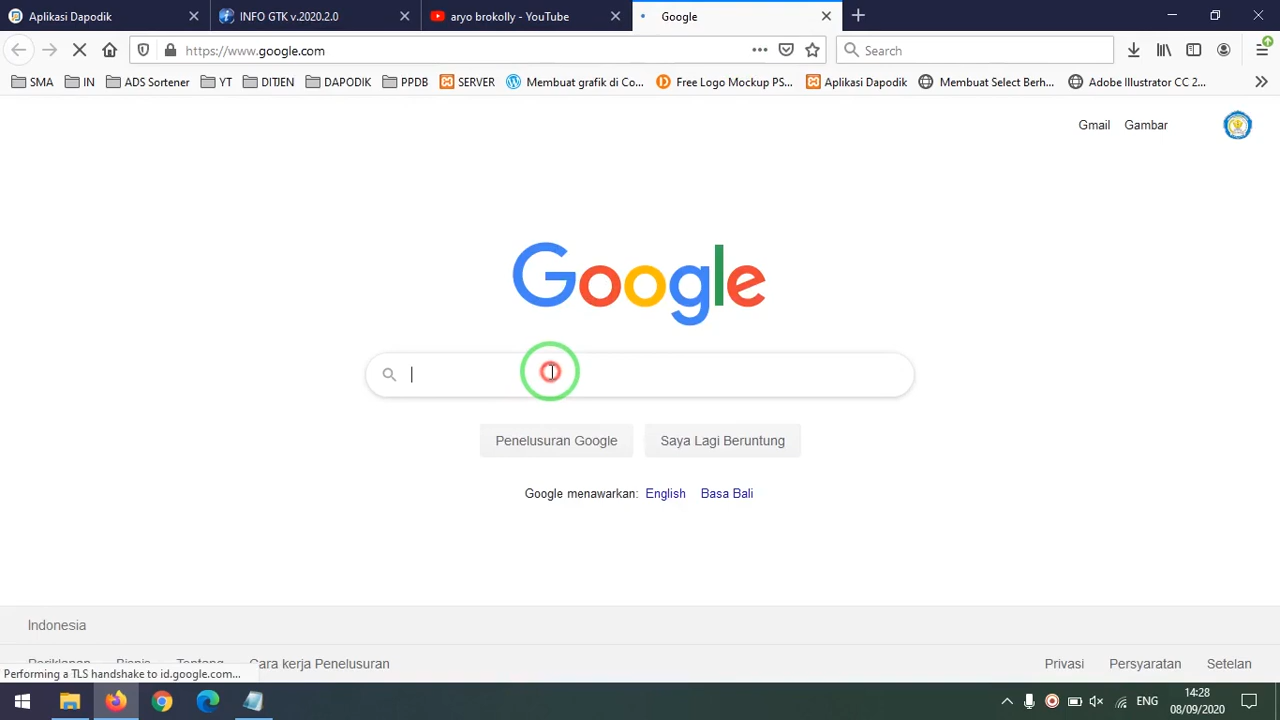 Aplikasi Dapodik
INFO GTK v.2020.2.0
aryo brokolly - YouTube
Google
https://www.google.com
Search
SMA
IN
ADS Sortener
YT
DITJEN
DAPODIK
PPDB
SERVER
Membuat grafik di Co...
Free Logo Mockup PS...
Aplikasi Dapodik
Membuat Select Berh...
Adobe Illustrator CC 2...
Gmail
Gambar
Google
Penelusuran Google
Saya Lagi Beruntung
Google menawarkan: English Basa Bali
Indonesia
Periklanan
Bisnis
Tentang
Cara kerja Penelusuran
Privasi
Persyaratan
Setelan
Performing a TLS handshake to id.google.com...
ENG
14:28
08/09/2020